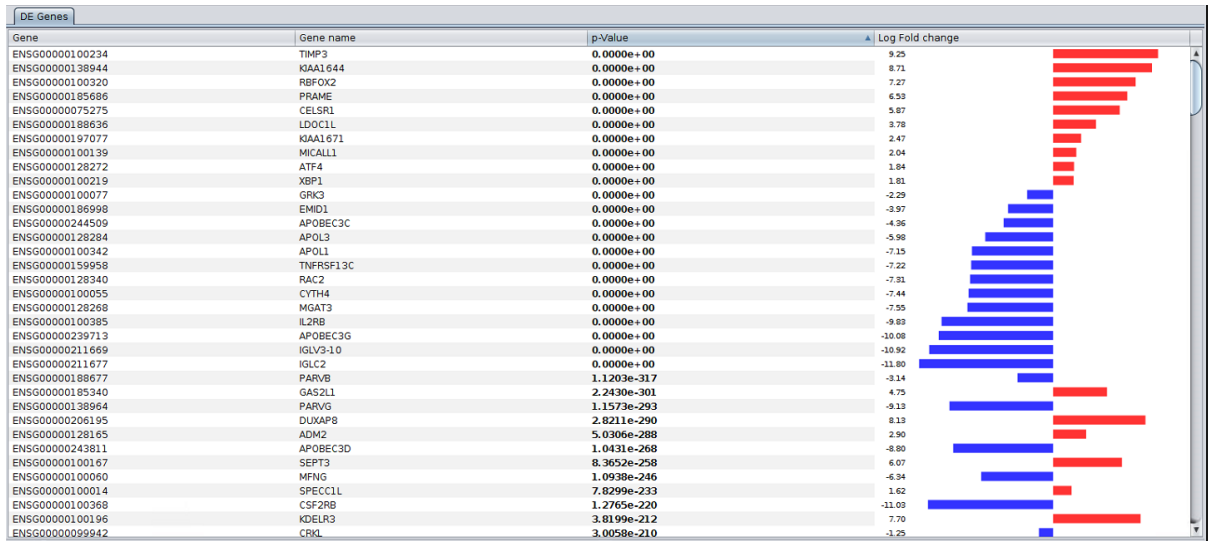 DE Genes
Gene Gene name p-Value Log Fold change
ENSG00000100234 TIMP3 0.0000e+00 9.25
ENSG00000138944 KIAA1644 0.0000e+00 8.71
ENSG00000100320 RBFOX2 0.0000e+00 7.27
ENSG00000185686 PRAME 0.0000e+00 6.53
ENSG00000075275 CELSR1 0.0000e+00 5.87
ENSG00000188636 LDOC1L 0.0000e+00 3.78
ENSG00000197077 KIAA1671 0.0000e+00 2.47
ENSG00000100139 MICALL1 0.0000e+00 2.04
ENSG00000128272 ATF4 0.0000e+00 1.84
ENSG00000100219 XBP1 0.0000e+00 1.81
ENSG00000100077 GRK3 0.0000e+00 -2.29
ENSG00000186998 EMID1 0.0000e+00 -3.97
ENSG00000244509 APOBEC3C 0.0000e+00 -4.36
ENSG00000128284 APOL3 0.0000e+00 -5.98
ENSG00000100342 APOL1 0.0000e+00 -7.15
ENSG00000159958 TNFRSF13C 0.0000e+00 -7.22
ENSG00000128340 RAC2 0.0000e+00 -7.31
ENSG00000100055 CYTH4 0.0000e+00 -7.44
ENSG00000128268 MGAT3 0.0000e+00 -7.55
ENSG00000100385 IL2RB 0.0000e+00 -9.83
ENSG00000239713 APOBEC3G 0.0000e+00 -10.08
ENSG00000211669 IGLV3-10 0.0000e+00 -10.92
ENSG00000211677 IGLC2 0.0000e+00 -11.80
ENSG00000188677 PARVB 1.1203e-317 -3.14
ENSG00000185340 GAS2L1 2.2430e-301 4.75
ENSG00000138964 PARVG 1.1573e-293 -9.13
ENSG00000206195 DUXAP8 2.8211e-290 8.13
ENSG00000128165 ADM2 5.0306e-288 2.90
ENSG00000243811 APOBEC3D 1.0431e-268 -8.80
ENSG00000100167 SEPT3 8.3652e-258 6.07
ENSG00000100060 MFNG 1.0938e-246 -6.34
ENSG00000100014 SPECC1L 7.8299e-233 1.62
ENSG00000100368 CSF2RB 1.2765e-220 -11.03
ENSG00000100196 KDELR3 3.8199e-212 7.70
ENSG00000099942 CRKL 3.0058e-210 -1.25